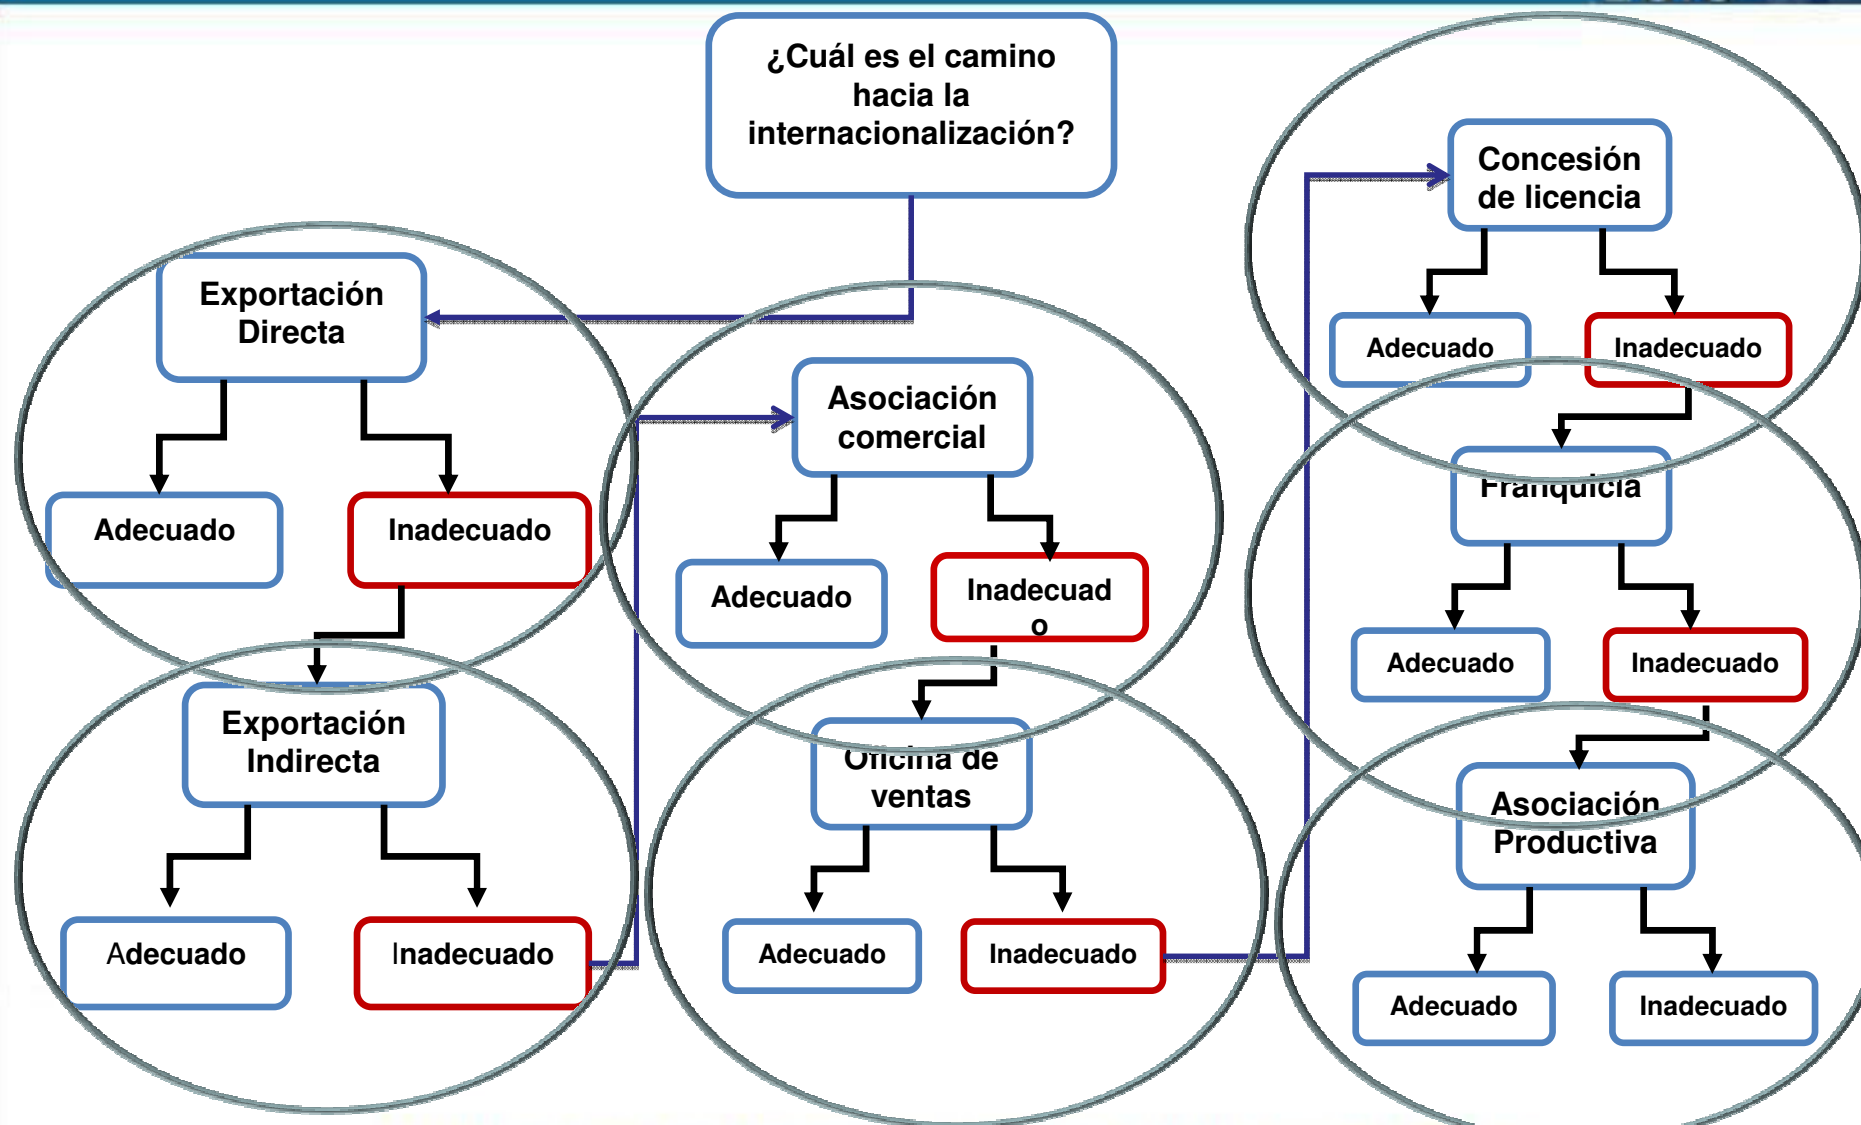 ¿Cuál es el camino
hacia la
internacionalización?
Exportación
Directa
Adecuado
Inadecuado
Exportación
Indirecta
Adecuado
Inadecuado
Asociación
comercial
Adecuado
Inadecuad
o
Oficina de
ventas
Adecuado
Inadecuado
Concesión
de licencia
Adecuado
Inadecuado
Franquicia
Adecuado
Inadecuado
Asociación
Productiva
Adecuado
Inadecuado